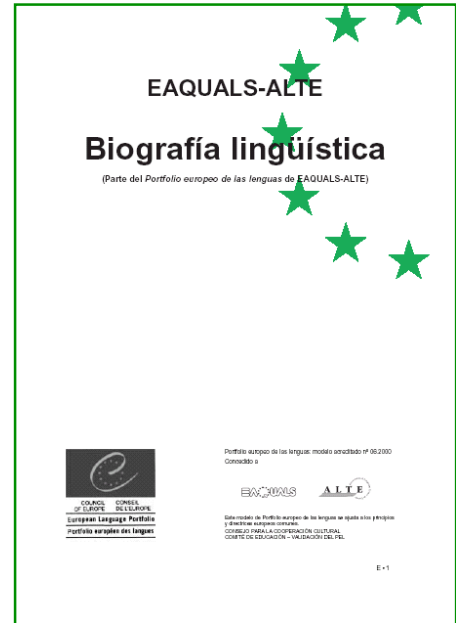 EAQUALS-ALTE
Biografía lingüística
(Parte del Portfolio europeo de las lenguas de EAQUALS-ALTE)
Portfolio europeo de las lenguas: modelo acreditado nº 06.2000
Concedido a
EAQUALS
ALTE
COUNCIL OF EUROPE
CONSEIL DE L'EUROPE
European Language Portfolio
Portfolio européen des langues
Este modelo de Portfolio europeo de las lenguas se ajusta a los principios
y directrices europeos comunes.
CONSEJO PARA LA COOPERACIÓN CULTURAL
COMITÉ DE EDUCACIÓN – VALIDACIÓN DEL PEL
E • 1